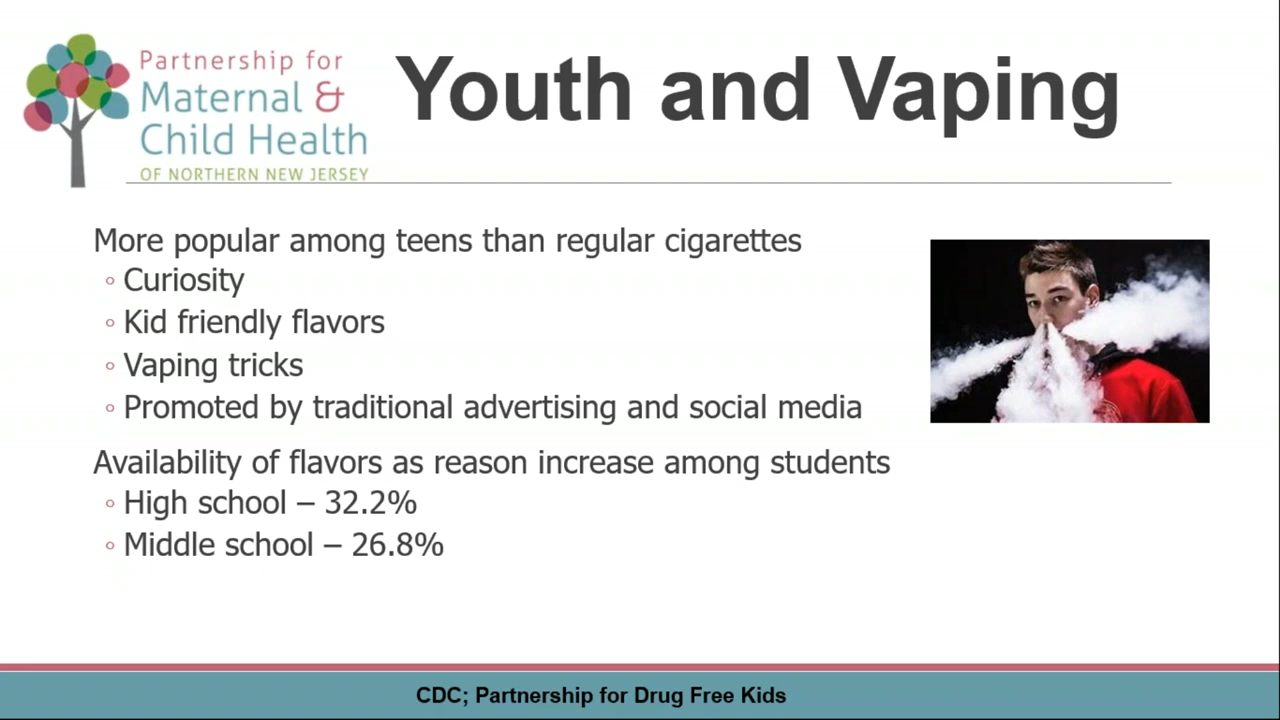 Partnership for
Maternal &
Child Health
OF NORTHERN NEW JERSEY
Youth and Vaping
More popular among teens than regular cigarettes
◦ Curiosity
◦ Kid friendly flavors
◦ Vaping tricks
◦ Promoted by traditional advertising and social media
Availability of flavors as reason increase among students
◦ High school – 32.2%
◦ Middle school – 26.8%
CDC; Partnership for Drug Free Kids